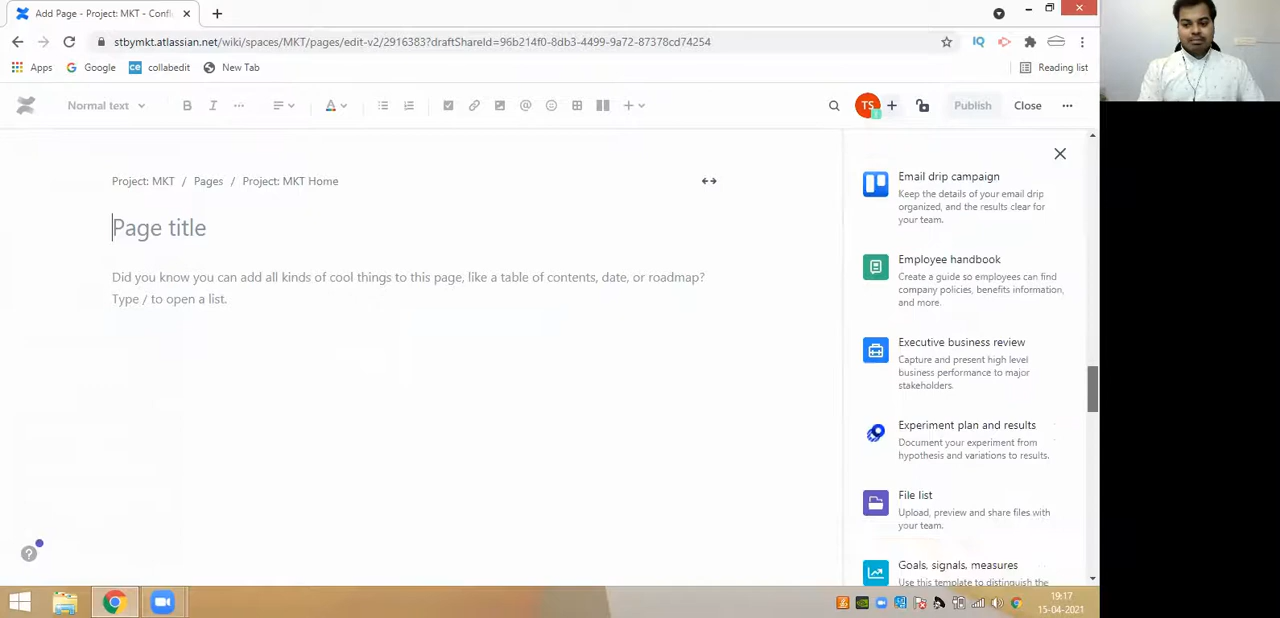 Add Page - Project: MKT - Confl
stbymkt.atlassian.net/wiki/spaces/MKT/pages/edit-v2/2916383?draftShareId=96b214f0-8db3-4499-9a72-87378cd74254
IQ
Apps
Google
ce
collabedit
New Tab
Reading list
Normal text
B
I
A
@
TS
Publish
Close
Project: MKT / Pages / Project: MKT Home
Page title
Did you know you can add all kinds of cool things to this page, like a table of contents, date, or roadmap?
Type / to open a list.
Email drip campaign
Keep the details of your email drip
organized, and the results clear for
your team.
Employee handbook
Create a guide so employees can find
company policies, benefits information,
and more.
Executive business review
Capture and present high level
business performance to major
stakeholders.
Experiment plan and results
Document your experiment from
hypothesis and variations to results.
File list
Upload, preview and share files with
your team.
Goals, signals, measures
Use this template to distinguish the
?
19:17
15-04-2021